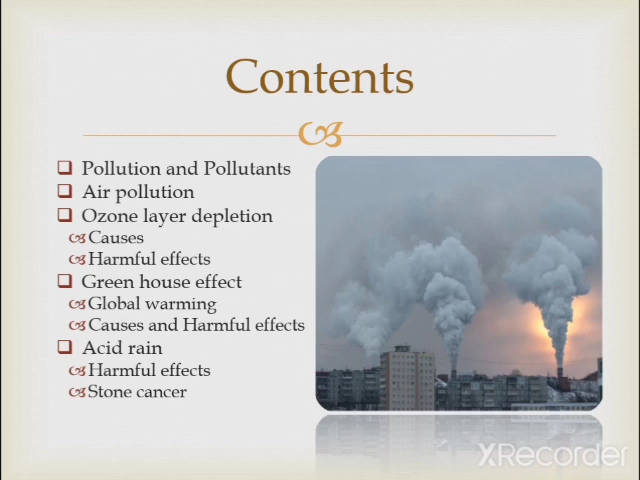 Contents
Pollution and Pollutants
Air pollution
Ozone layer depletion
Causes
Harmful effects
Green house effect
Global warming
Causes and Harmful effects
Acid rain
Harmful effects
Stone cancer
XRecorder